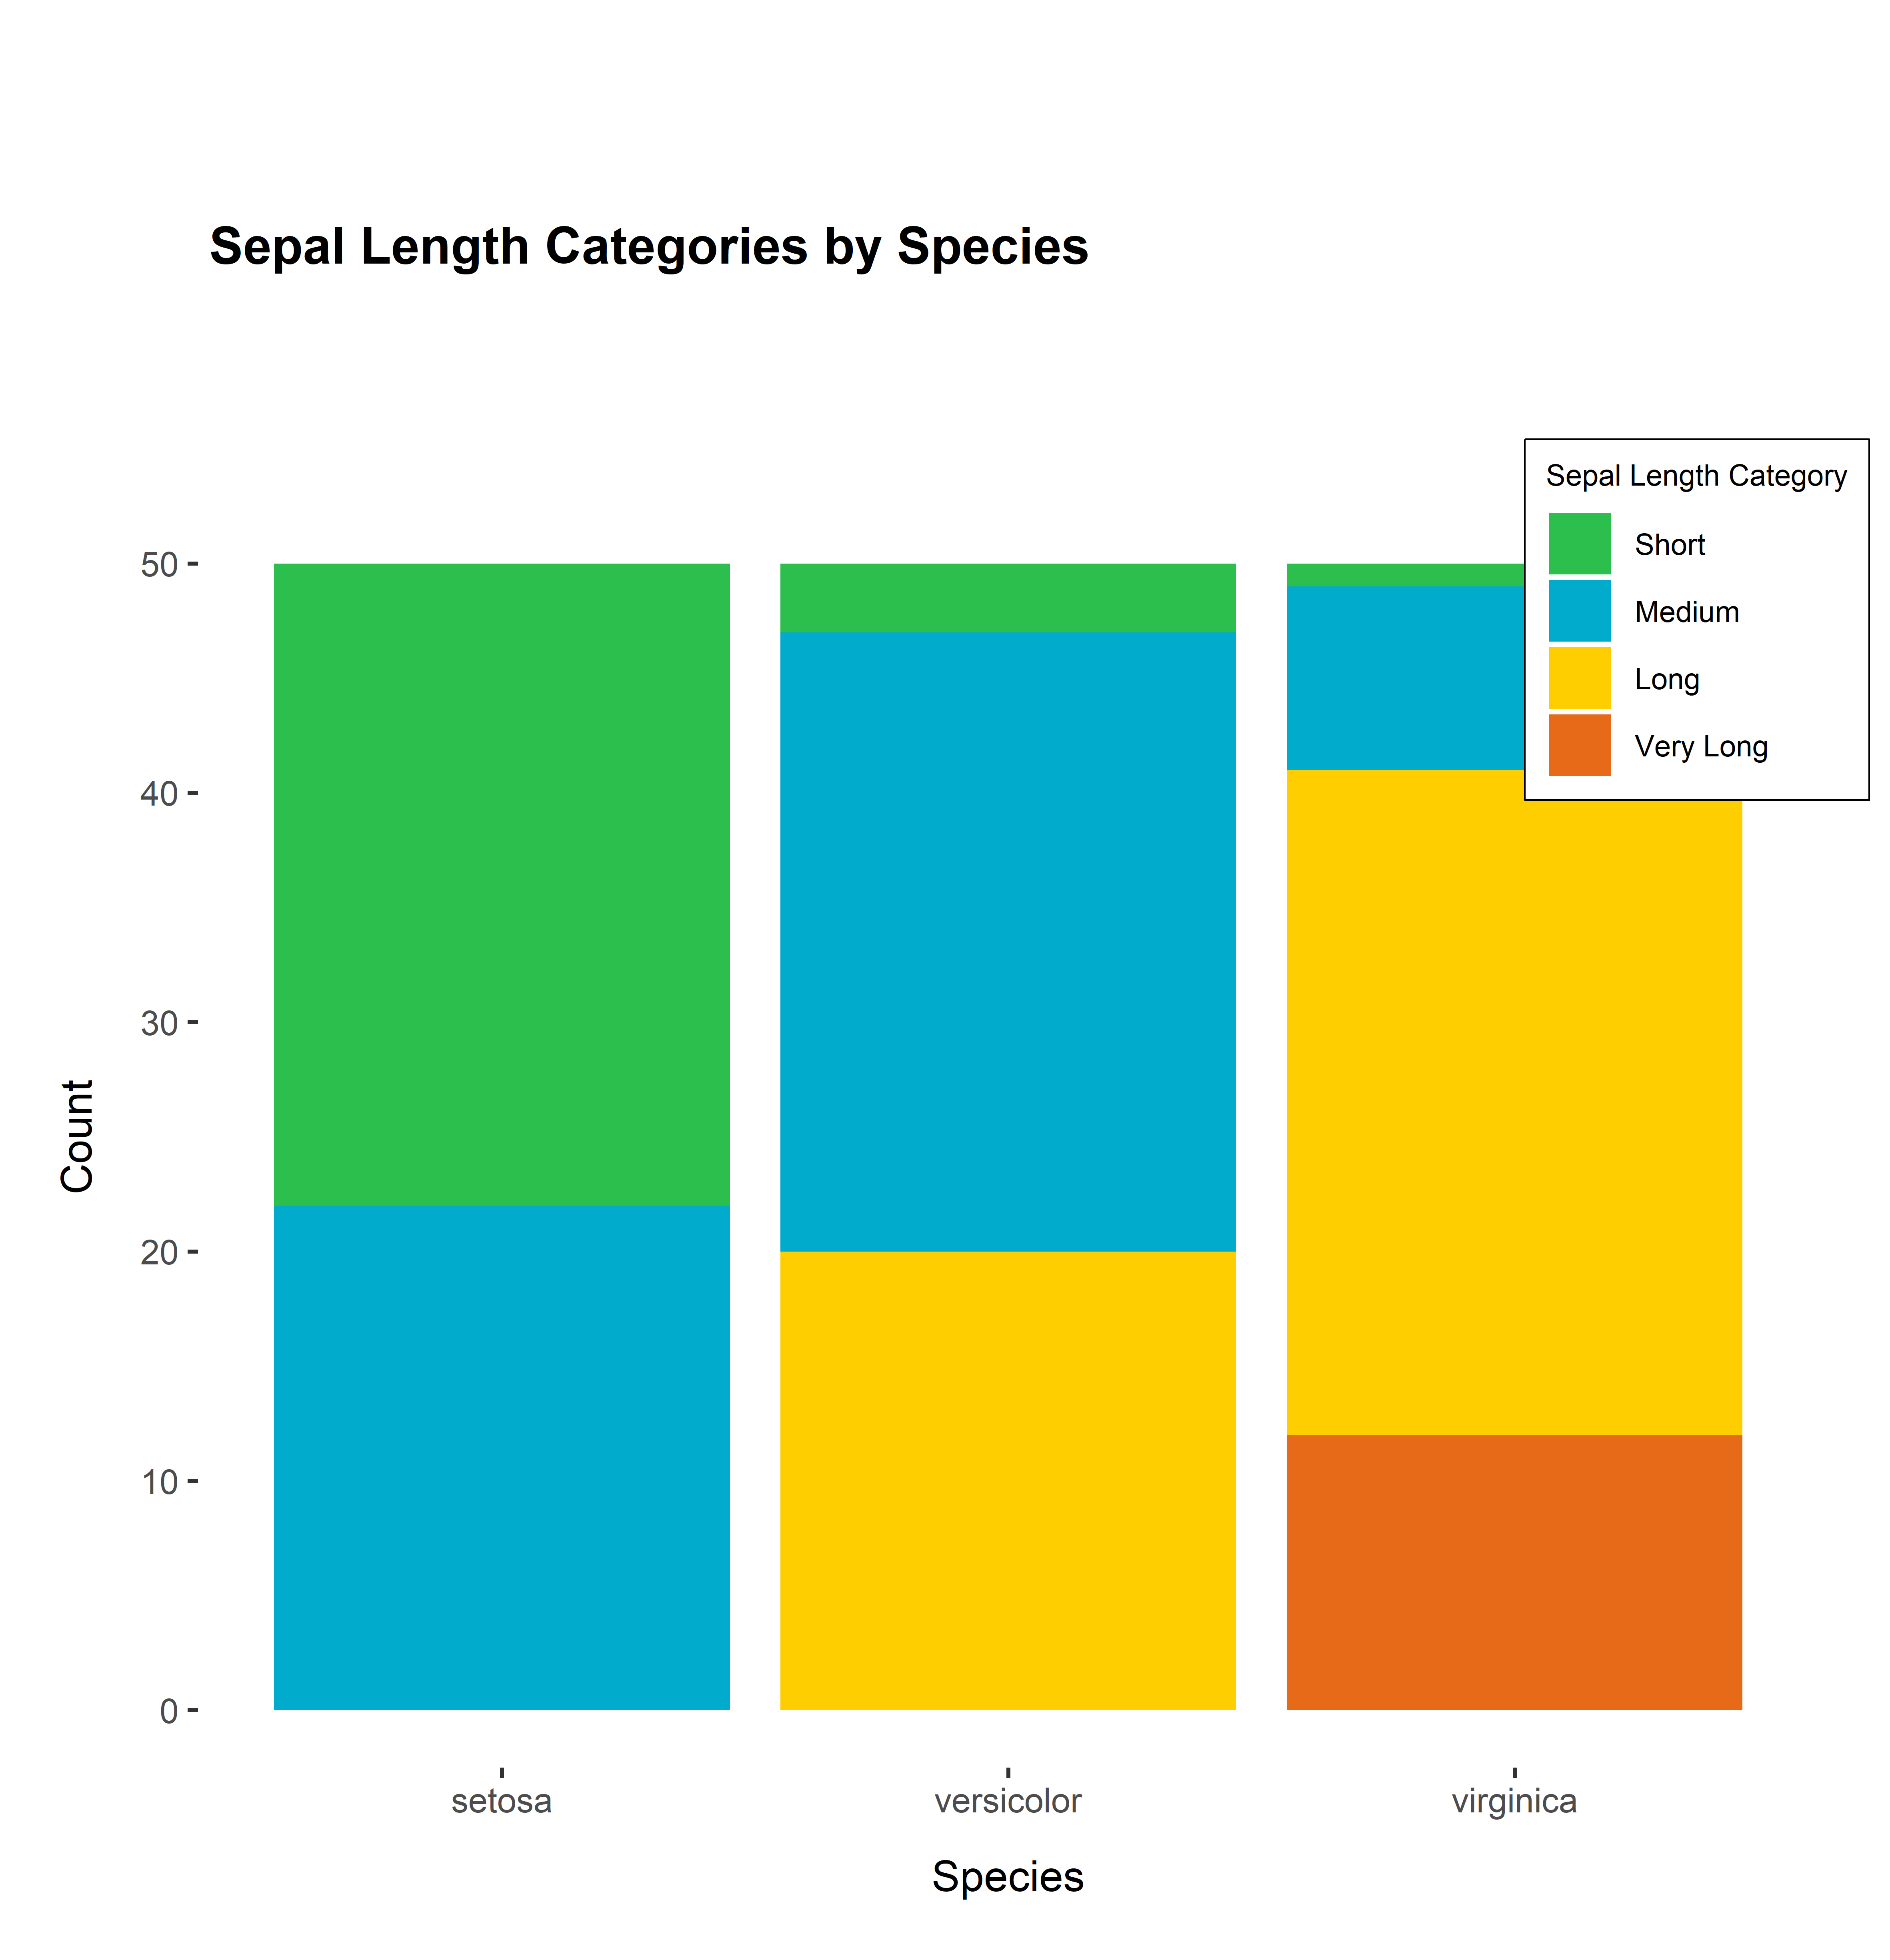 Sepal Length Categories by Species
Sepal Length Category
Short
Medium
Long
Very Long
50
40
30
20
10
0
Count
setosa
versicolor
virginica
Species